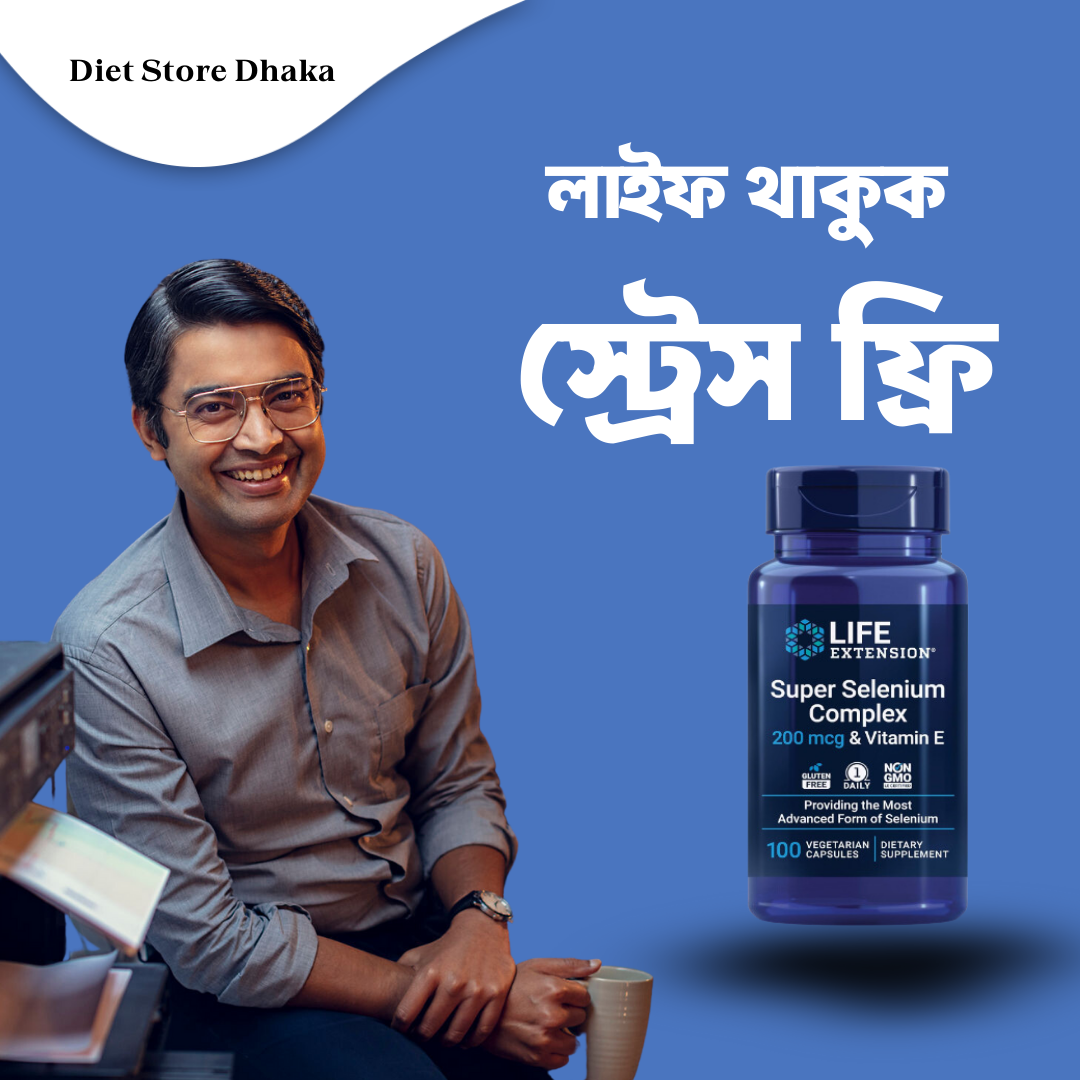 Diet Store Dhaka
লাইফ থাকুক
স্ট্রেস ফ্রি
LIFE
EXTENSION®
Super Selenium
Complex
200 mcg & Vitamin E
GLUTEN
FREE
1
DAILY
NON
GMO
Providing the Most
Advanced Form of Selenium
100 VEGETARIAN
CAPSULES
DIETARY
SUPPLEMENT